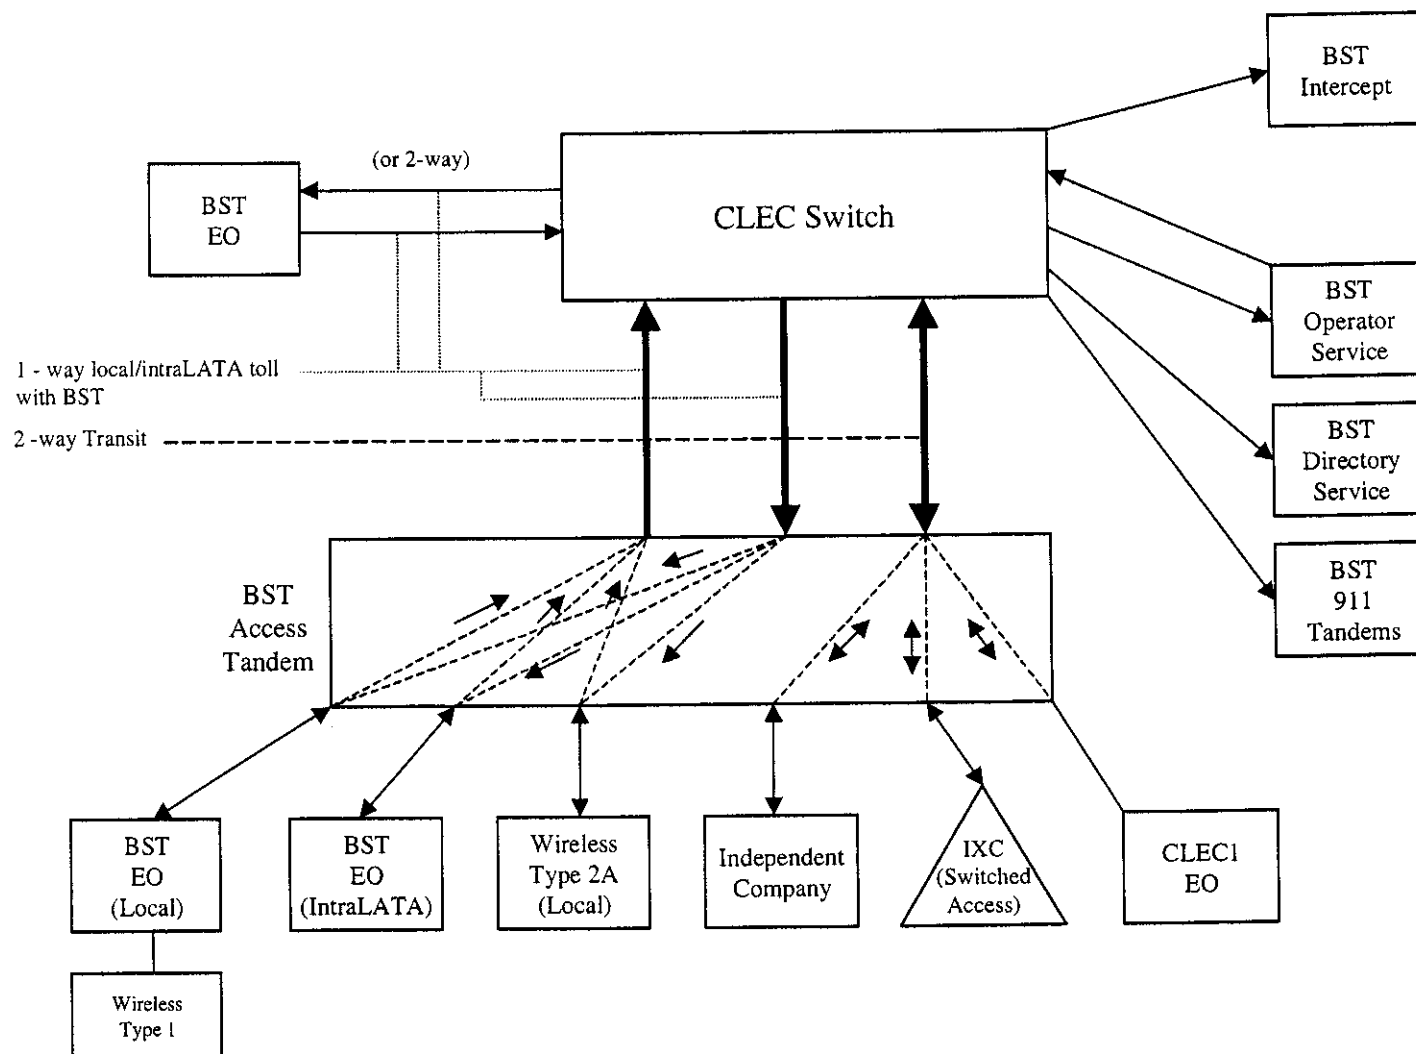 BST
Intercept
(or 2-way)
BST
EO
CLEC Switch
BST
Operator
Service
1 - way local/intraLATA toll
with BST
2 -way Transit
BST
Directory
Service
BST
911
Tandems
BST
Access
Tandem
BST
EO
(Local)
BST
EO
(IntraLATA)
Wireless
Type 2A
(Local)
Independent
Company
IXC
(Switched
Access)
CLEC1
EO
Wireless
Type 1